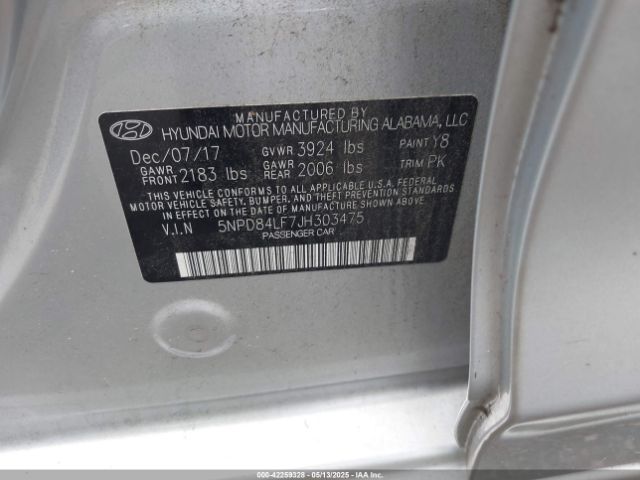 MANUFACTURED BY
HYUNDAI MOTOR MANUFACTURING ALABAMA, LLC
Dec/07/17 GVWR 3924 lbs PAINT Y8
GAWR FRONT 2183 lbs GAWR REAR 2006 lbs TRIM PK
THIS VEHICLE CONFORMS TO ALL APPLICABLE U.S.A. FEDERAL
MOTOR VEHICLE SAFETY, BUMPER, AND THEFT PREVENTION STANDARDS
IN EFFECT ON THE DATE OF MANUFACTURE SHOWN ABOVE.
V.I.N 5NPD84LF7JH303475
PASSENGER CAR
000-42259328 - 05/13/2025 - IAAI.COM